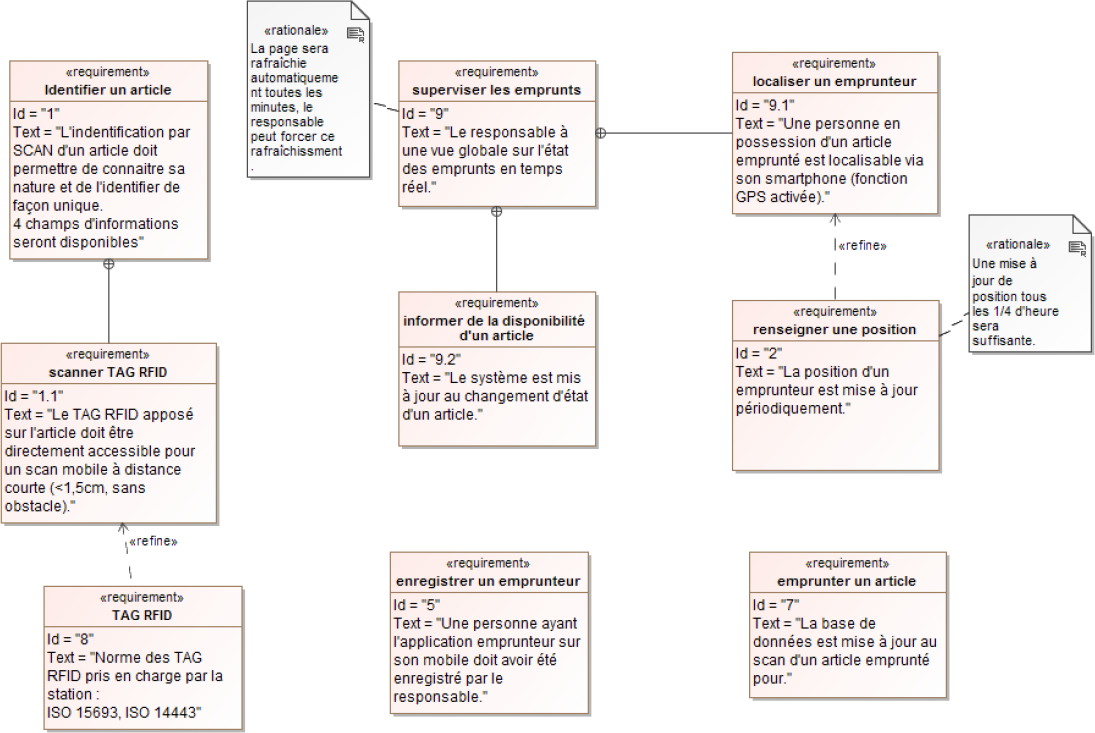 «requirement»
Identifier un article
Id = "1"
Text = "L'indentification par
SCAN d'un article doit
permettre de connaitre sa
nature et de l'identifier de
façon unique.
4 champs d'informations
seront disponibles"
«rationale»
La page sera
rafraîchie
automatiqueme
nt toutes les
minutes, le
responsable
peut forcer ce
rafraîchissment
.
«requirement»
superviser les emprunts
Id = "9"
Text = "Le responsable à
une vue globale sur l'état
des emprunts en temps
réel."
«requirement»
localiser un emprunteur
Id = "9.1"
Text = "Une personne en
possession d'un article
emprunté est localisable via
son smartphone (fonction
GPS activée)."
«refine»
«rationale»
Une mise à
jour de
position tous
les 1/4 d'heure
sera
suffisante.
«requirement»
informer de la disponibilité
d'un article
Id = "9.2"
Text = "Le système est mis
à jour au changement d'état
d'un article."
«requirement»
renseigner une position
Id = "2"
Text = "La position d'un
emprunteur est mise à jour
périodiquement."
«requirement»
scanner TAG RFID
Id = "1.1"
Text = "Le TAG RFID apposé
sur l'article doit être
directement accessible pour
un scan mobile à distance
courte (<1,5cm, sans
obstacle)."
«refine»
«requirement»
TAG RFID
Id = "8"
Text = "Norme des TAG
RFID pris en charge par la
station :
ISO 15693, ISO 14443"
«requirement»
enregistrer un emprunteur
Id = "5"
Text = "Une personne ayant
l'application emprunteur sur
son mobile doit avoir été
enregistré par le
responsable."
«requirement»
emprunter un article
Id = "7"
Text = "La base de
données est mise à jour au
scan d'un article emprunté
pour."